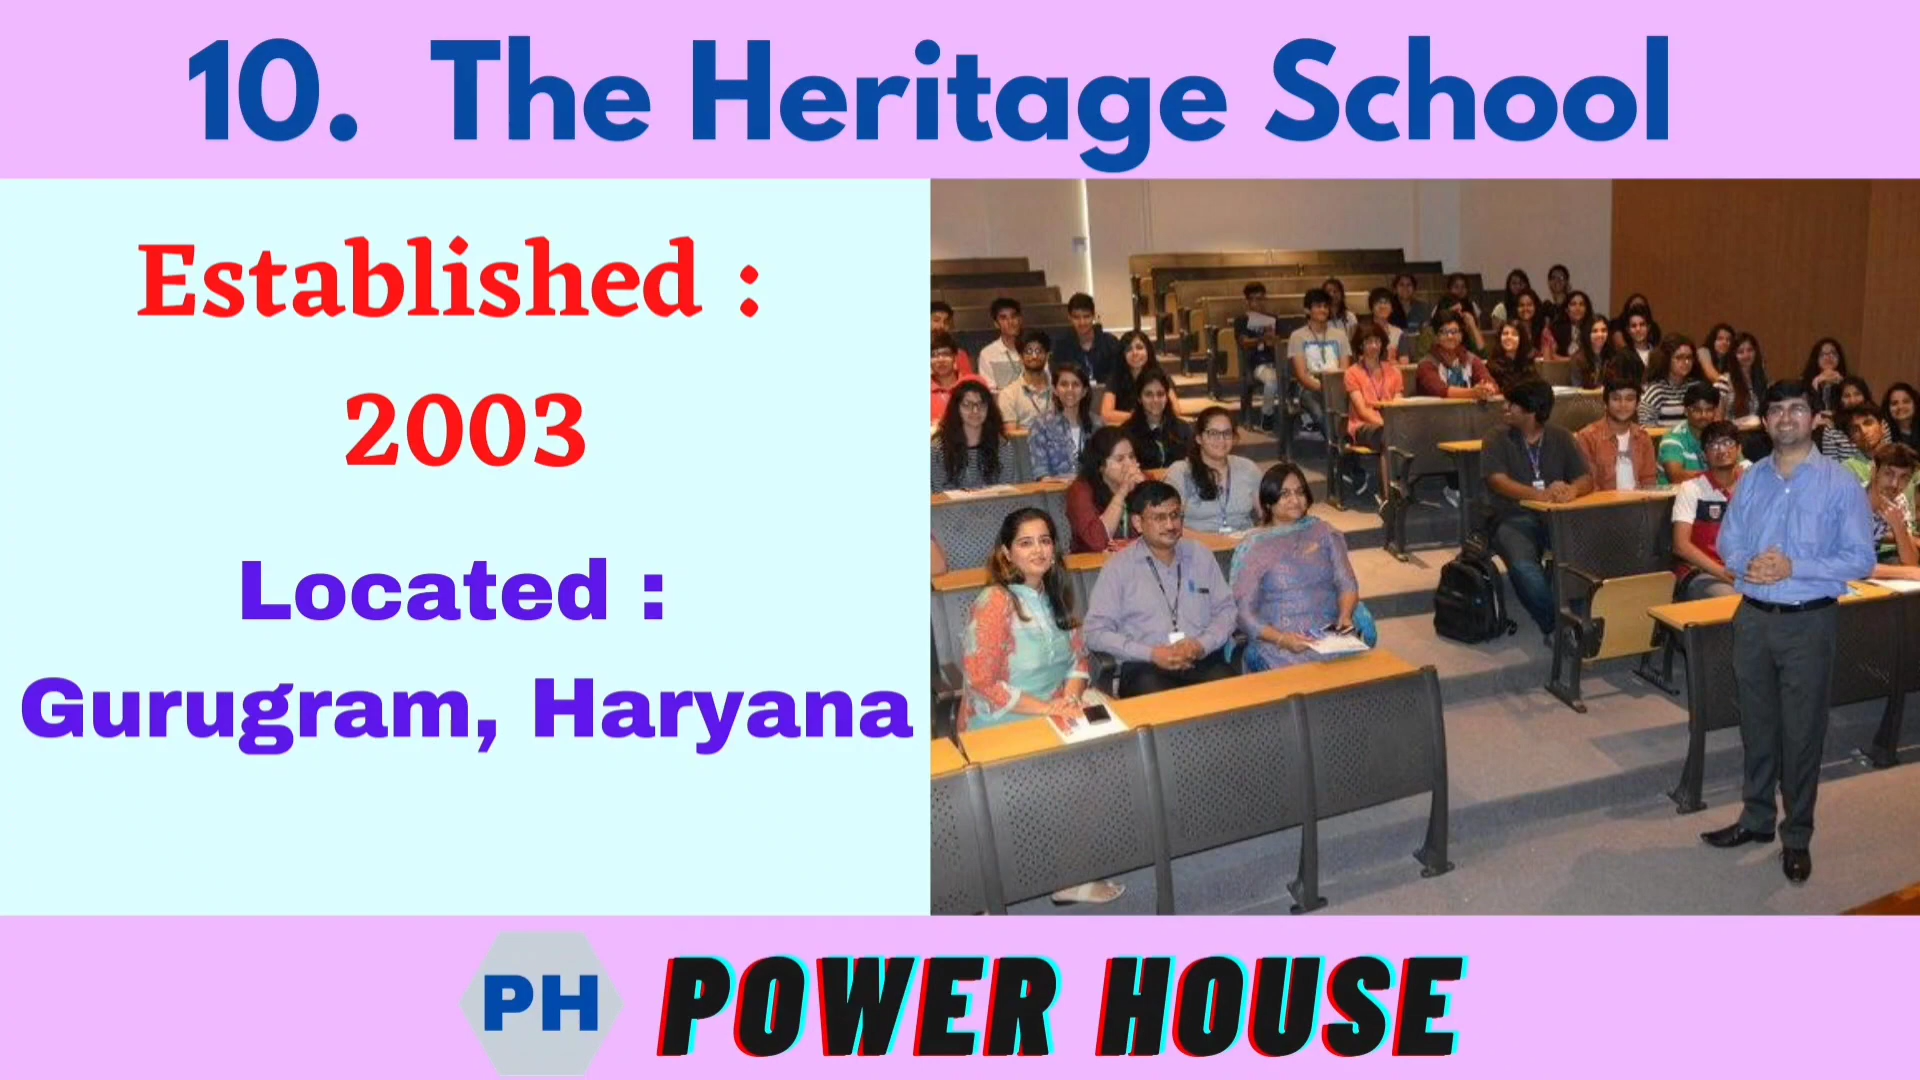 10. The Heritage School
Established :
2003
Located :
Gurugram, Haryana
PH POWER HOUSE